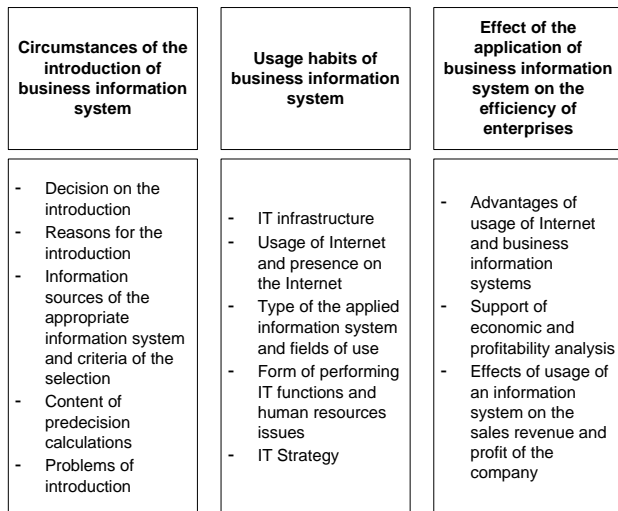 Circumstances of the
introduction of
business information
system
- Decision on the
introduction
- Reasons for the
introduction
- Information
sources of the
appropriate
information system
and criteria of the
selection
- Content of
predecision
calculations
- Problems of
introduction
Usage habits of
business information
system
- IT infrastructure
- Usage of Internet
and presence on
the Internet
- Type of the applied
information system
and fields of use
- Form of performing
IT functions and
human resources
issues
- IT Strategy
Effect of the
application of
business information
system on the
efficiency of
enterprises
- Advantages of
usage of Internet
and business
information
systems
- Support of
economic and
profitability analysis
- Effects of usage of
an information
system on the
sales revenue and
profit of the
company